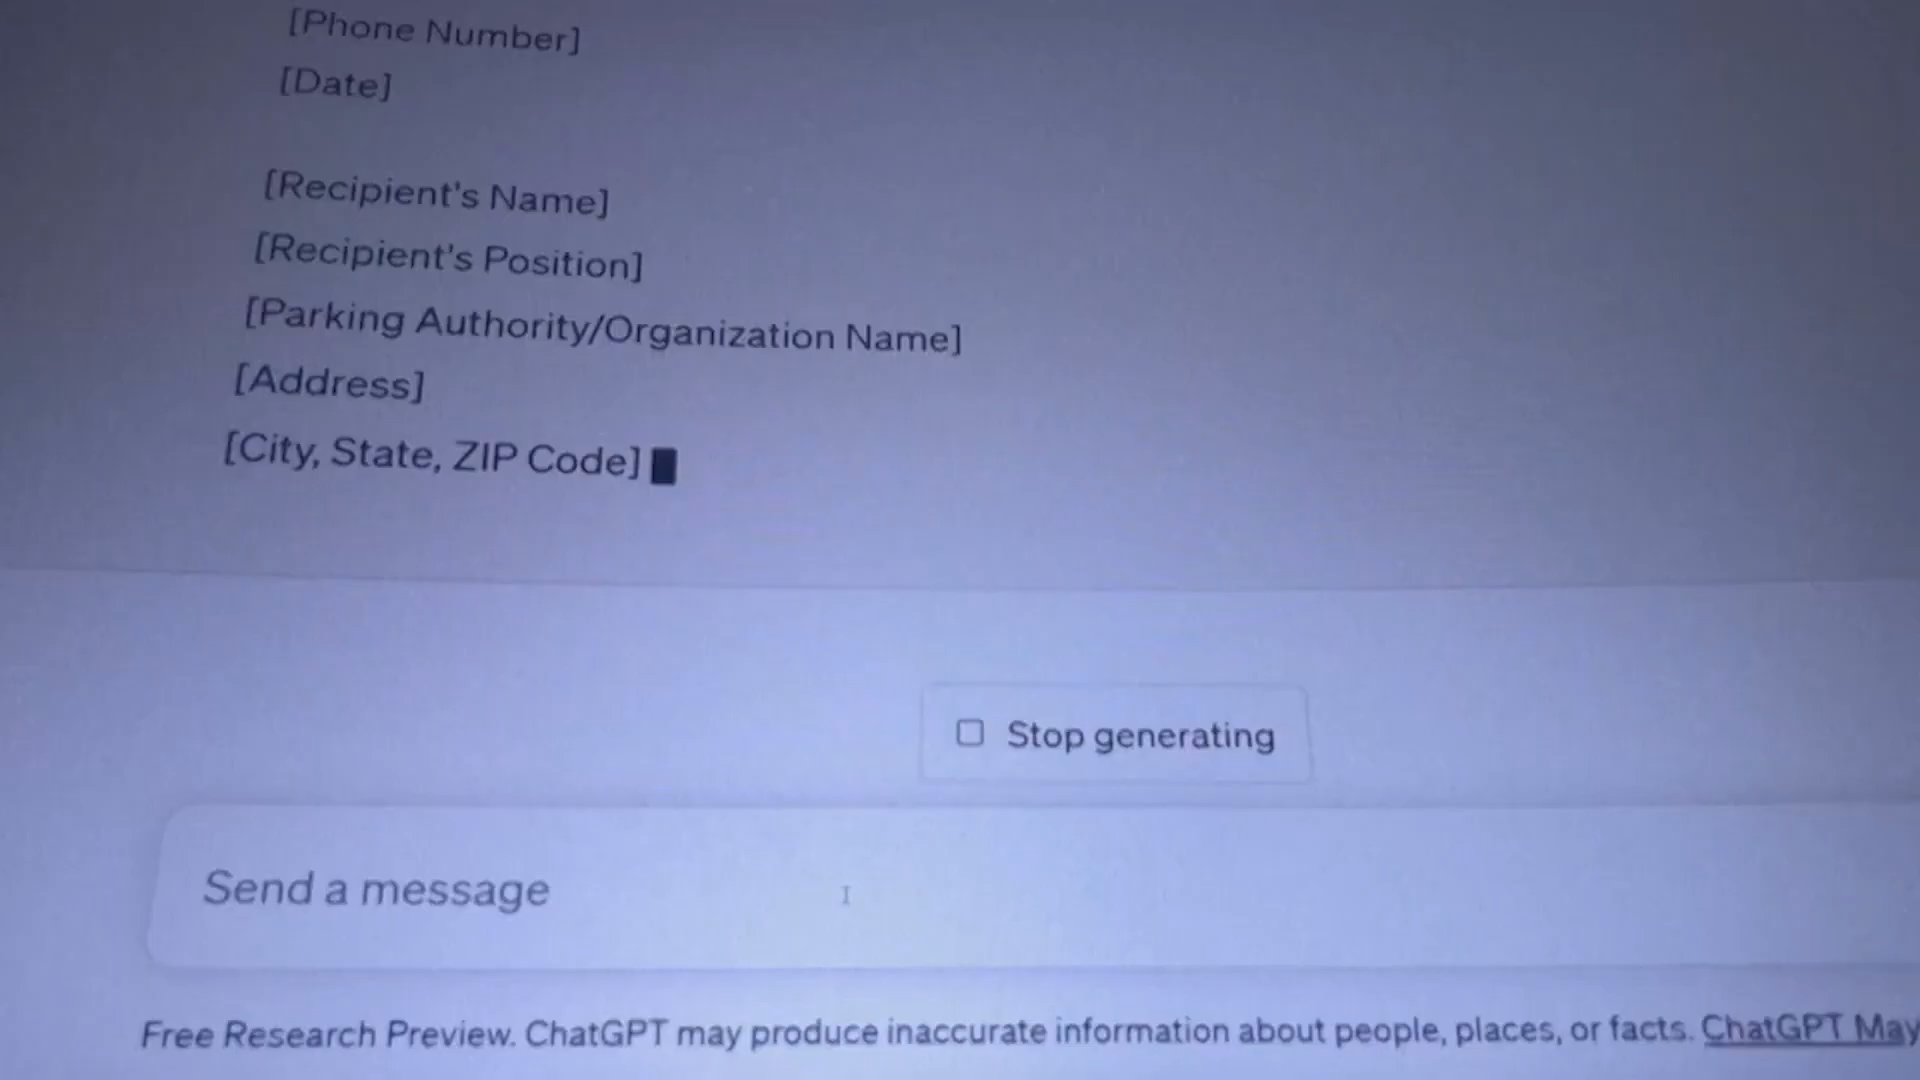 [Phone Number]
[Date]
[Recipient's Name]
[Recipient's Position]
[Parking Authority/Organization Name]
[Address]
[City, State, ZIP Code]
Stop generating
Send a message
Free Research Preview. ChatGPT may produce inaccurate information about people, places, or facts. ChatGPT May